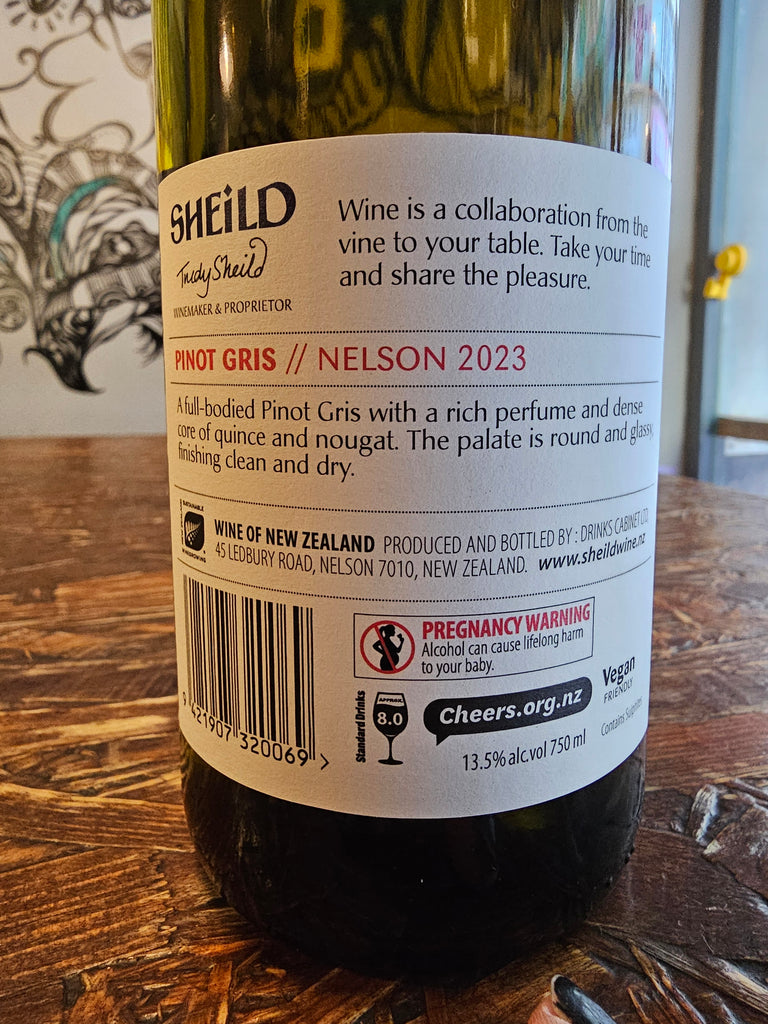 SHEiLD
Trudy Sheild
WINEMAKER & PROPRIETOR
Wine is a collaboration from the
vine to your table. Take your time
and share the pleasure.
PINOT GRIS // NELSON 2023
A full-bodied Pinot Gris with a rich perfume and dense
core of quince and nougat. The palate is round and glassy,
finishing clean and dry.
SUSTAINABLE
WINEGROWING
WINE OF NEW ZEALAND PRODUCED AND BOTTLED BY : DRINKS CABINET LTD.
45 LEDBURY ROAD, NELSON 7010, NEW ZEALAND. www.sheildwine.nz
9 421907 320069 >
PREGNANCY WARNING
Alcohol can cause lifelong harm
to your baby.
Standard Drinks
APPROX.
8.0
Cheers.org.nz
13.5% alc.vol 750 ml
Vegan
FRIENDLY
Contains Sulphites